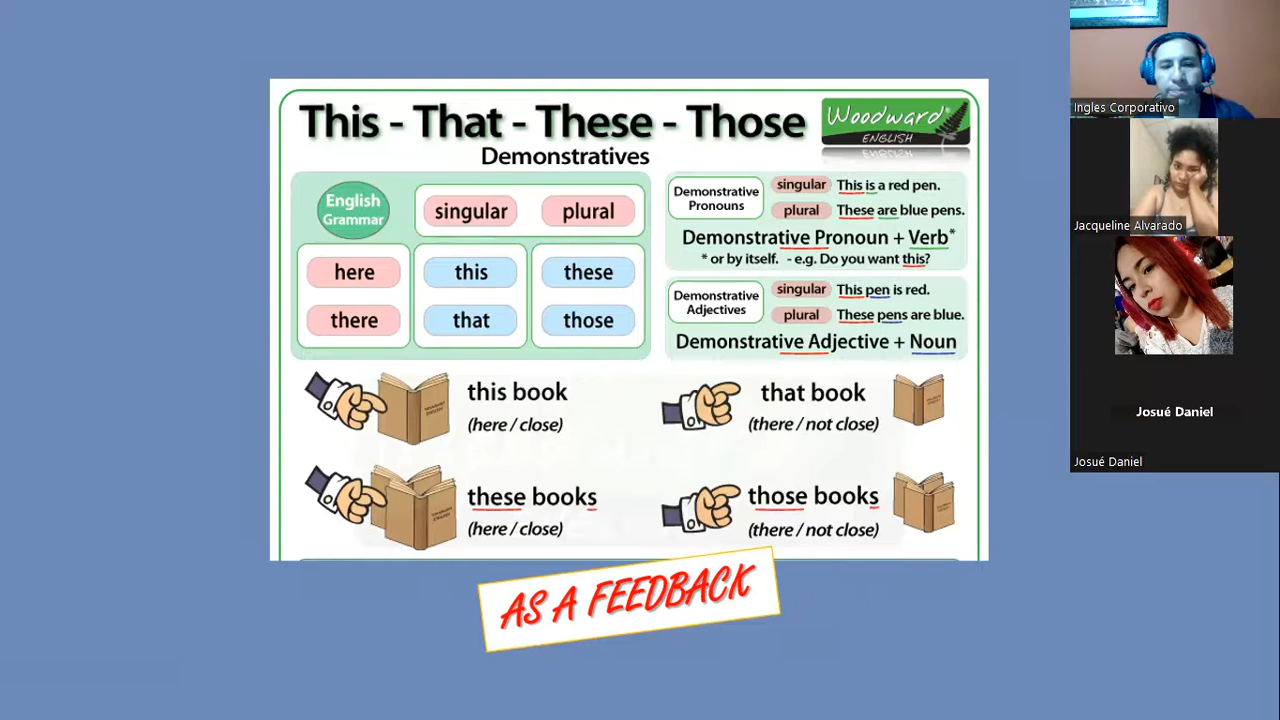 This - That - These - Those
Woodward®
ENGLISH
Demonstratives
English
Grammar
singular
plural
here
this
these
there
that
those
Demonstrative
Pronouns
singular
This is a red pen.
plural
These are blue pens.
Demonstrative Pronoun + Verb*
* or by itself. - e.g. Do you want this?
Demonstrative
Adjectives
singular
This pen is red.
plural
These pens are blue.
Demonstrative Adjective + Noun
this book
(here / close)
that book
(there / not close)
these books
(here / close)
those books
(there / not close)
AS A FEEDBACK
Ingles Corporativo
Jacqueline Alvarado
Josué Daniel
Josué Daniel